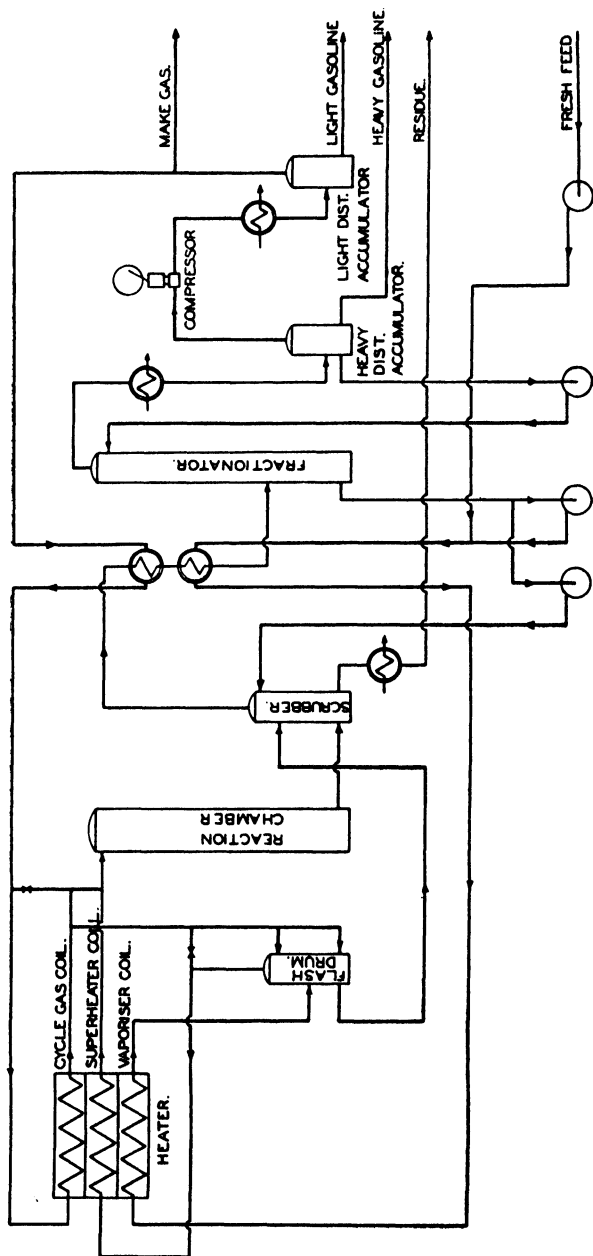 CYCLE GAS COIL.
SUPERHEATER COIL.
VAPORISER COIL
HEATER.
FLASH
DRUM.
REACTION
CHAMBER
SCRUBBER.
FRACTIONATOR.
COMPRESSOR
HEAVY
DIST.
ACCUMULATOR.
LIGHT DIST.
ACCUMULATOR
MAKE GAS.
LIGHT GASOLINE
HEAVY GASOLINE.
RESIDUE.
FRESH FEED